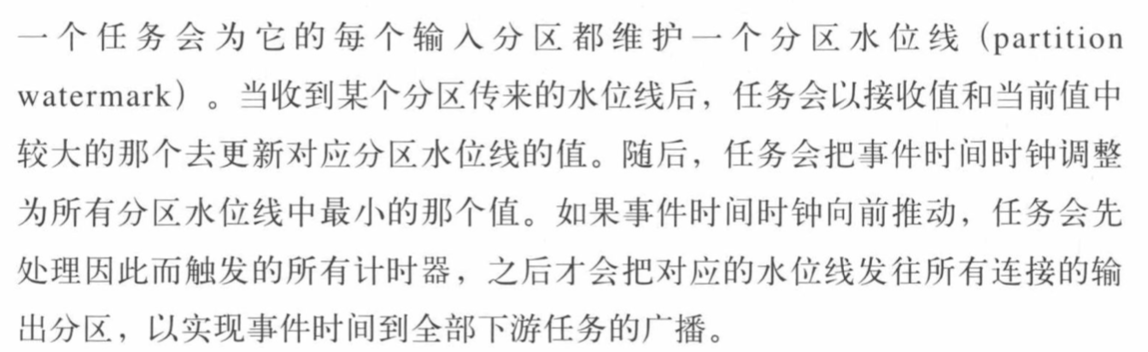 一个任务会为它的每个输入分区都维护一个分区水位线（partition
watermark）。当收到某个分区传来的水位线后，任务会以接收值和当前值中
较大的那个去更新对应分区水位线的值。随后，任务会把事件时间时钟调整
为所有分区水位线中最小的那个值。如果事件时间时钟向前推动，任务会先
处理因此而触发的所有计时器，之后才会把对应的水位线发往所有连接的输
出分区，以实现事件时间到全部下游任务的广播。